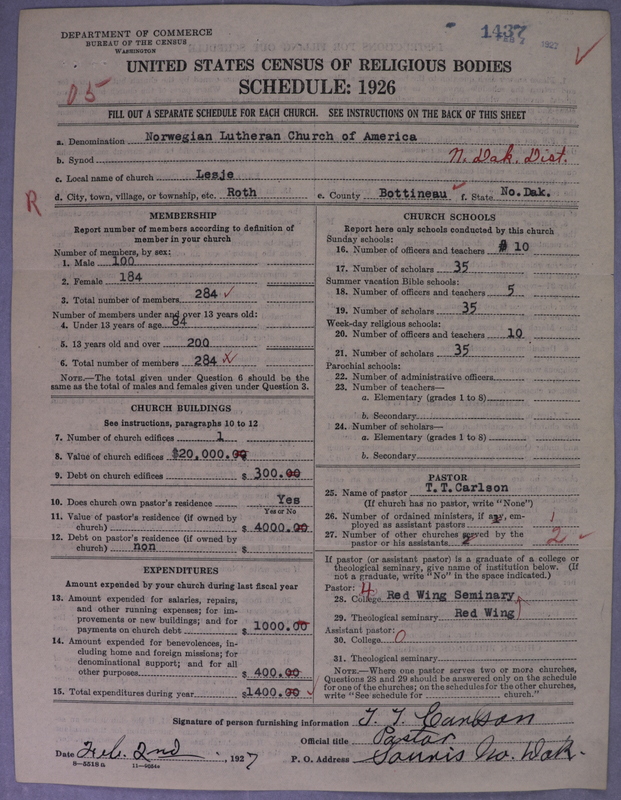 DEPARTMENT OF COMMERCE
BUREAU OF THE CENSUS
WASHINGTON
1437
FEB 2 1927
UNITED STATES CENSUS OF RELIGIOUS BODIES
SCHEDULE: 1926
05
FILL OUT A SEPARATE SCHEDULE FOR EACH CHURCH. SEE INSTRUCTIONS ON THE BACK OF THIS SHEET
a. Denomination Norwegian Lutheran Church of America
b. Synod N. Dak. Dist.
c. Local name of church Lesje
d. City, town, village, or township, etc. Roth e. County Bottineau f. State No.Dak.
R
MEMBERSHIP
Report number of members according to definition of
member in your church
Number of members, by sex:
1. Male 100
2. Female 184
3. Total number of members 284
Number of members under and over 13 years old:
4. Under 13 years of age 84
5. 13 years old and over 200
6. Total number of members 284
NOTE.—The total given under Question 6 should be the
same as the total of males and females given under Question 3.
CHURCH BUILDINGS
See instructions, paragraphs 10 to 12
7. Number of church edifices 1
8. Value of church edifices $20,000.00
9. Debt on church edifices $ 300.00
10. Does church own pastor's residence Yes
Yes or No
11. Value of pastor's residence (if owned by
church) $ 4000.00
12. Debt on pastor's residence (if owned by
church) non $
EXPENDITURES
Amount expended by your church during last fiscal year
13. Amount expended for salaries, repairs,
and other running expenses; for im-
provements or new buildings; and for
payments on church debt $ 1000.00
14. Amount expended for benevolences, in-
cluding home and foreign missions; for
denominational support; and for all
other purposes $ 400.00
15. Total expenditures during year $1400.00
CHURCH SCHOOLS
Report here only schools conducted by this church
Sunday schools:
16. Number of officers and teachers 10
17. Number of scholars 35
Summer vacation Bible schools:
18. Number of officers and teachers 5
19. Number of scholars 35
Week-day religious schools:
20. Number of officers and teachers 10
21. Number of scholars 35
Parochial schools:
22. Number of administrative officers
23. Number of teachers—
a. Elementary (grades 1 to 8)
b. Secondary
24. Number of scholars—
a. Elementary (grades 1 to 8)
b. Secondary
PASTOR
25. Name of pastor T.T.Carlson
(If church has no pastor, write "None")
26. Number of ordained ministers, if any, em-
ployed as assistant pastors 1
27. Number of other churches served by the
pastor or his assistants 2 2
If pastor (or assistant pastor) is a graduate of a college or
theological seminary, give name of institution below. (If
not a graduate, write "No" in the space indicated.)
Pastor: 4
28. College Red Wing Seminary
29. Theological seminary Red Wing
Assistant pastor: 0
30. College
31. Theological seminary
NOTE.—Where one pastor serves two or more churches,
Questions 28 and 29 should be answered only on the schedule
for one of the churches; on the schedules for the other churches,
write "See schedule for church."
Signature of person furnishing information T. T. Carlson
Official title Pastor
Date Feb. 2nd, 1927 P. O. Address Souris No. Dak.
8—5518a 11—9034a